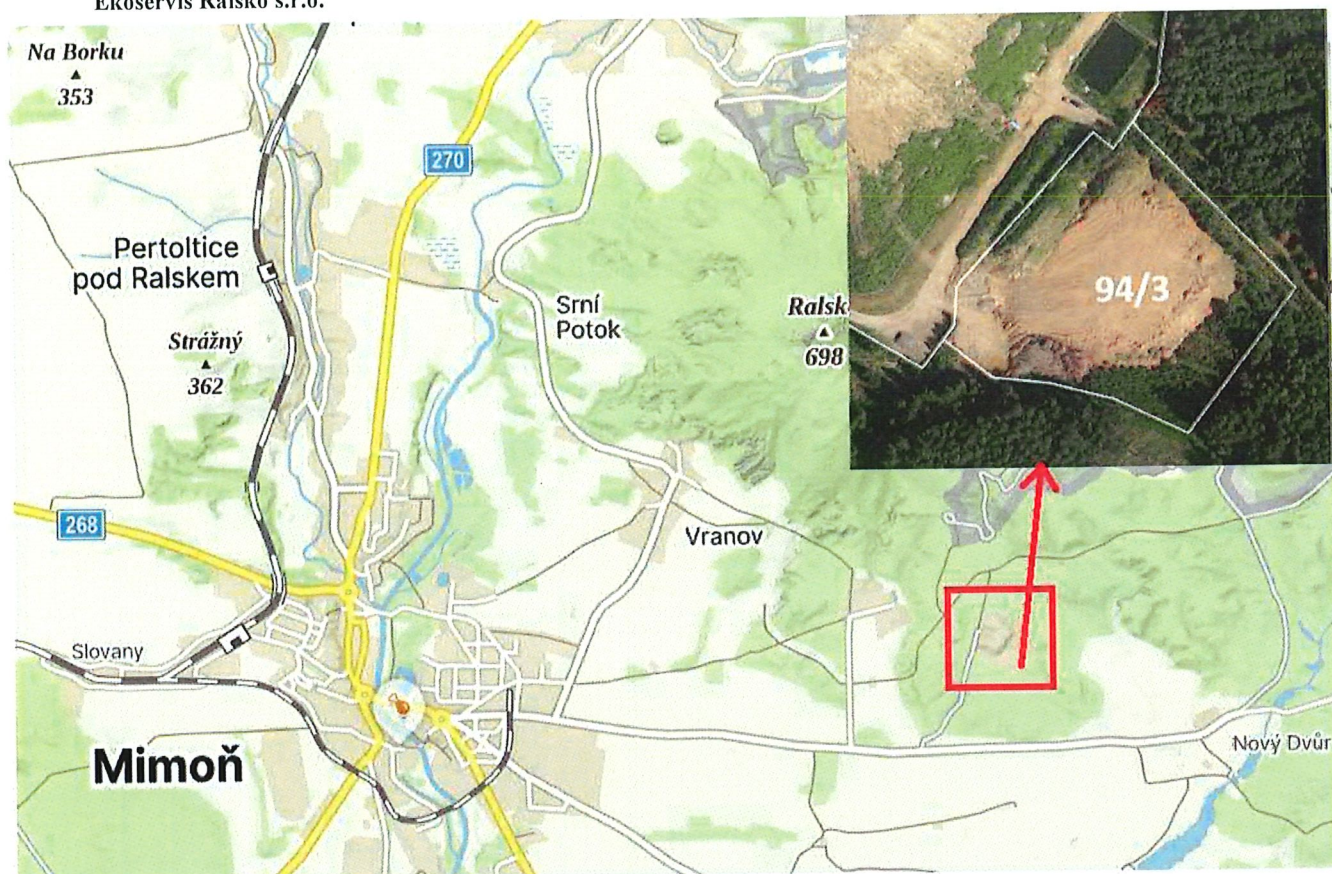 Ekoservis Ralsko s.r.o.
Na Borku
353
270
Pertoltice
pod Ralskem
Strážný
362
Srní
Potok
Ralsk
698
94/3
268
Vranov
Slovany
Mimoň
Nový Dvůr